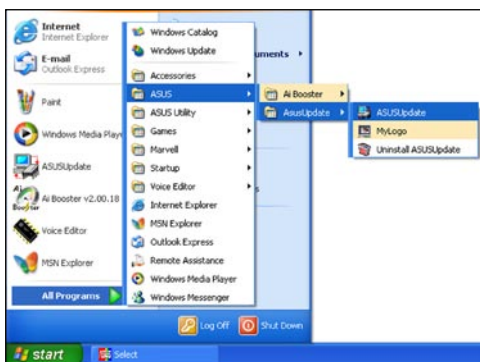 Internet
Internet Explorer
E-mail
Outlook Express
Paint
Windows Media Play
ASUSUpdate
Ai Booster v2.00.18
Voice Editor
MSN Explorer
All Programs
uments
s
Windows Catalog
Windows Update
Accessories
ASUS
ASUS Utility
Games
Marvell
Startup
Voice Editor
Internet Explorer
MSN Explorer
Outlook Express
Remote Assistance
Windows Media Player
Windows Messenger
Ai Booster
AsusUpdate
ASUSUpdate
MyLogo
Uninstall ASUSUpdate
Log Off
Shut Down
start
Select